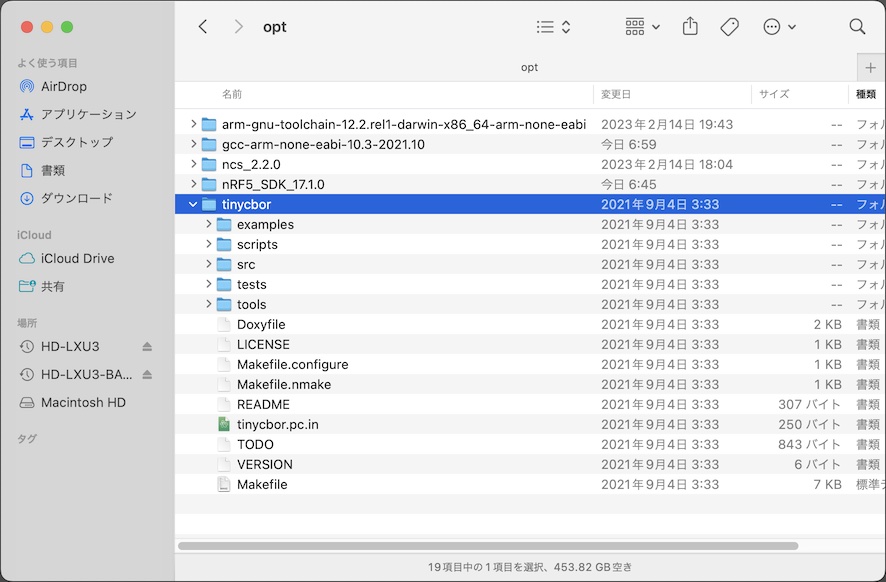 opt
よく使う項目
AirDrop
アプリケーション
デスクトップ
書類
ダウンロード
iCloud
iCloud Drive
共有
場所
HD-LXU3
HD-LXU3-BA...
Macintosh HD
タグ
opt
名前 変更日 サイズ 種類
arm-gnu-toolchain-12.2.rel1-darwin-x86_64-arm-none-eabi 2023年2月14日 19:43 -- フォル
gcc-arm-none-eabi-10.3-2021.10 今日 6:59 -- フォル
ncs_2.2.0 2023年2月14日 18:04 -- フォル
nRF5_SDK_17.1.0 今日 6:45 -- フォル
tinycbor 2021年9月4日 3:33 -- フォル
examples 2021年9月4日 3:33 -- フォル
scripts 2021年9月4日 3:33 -- フォル
src 2021年9月4日 3:33 -- フォル
tests 2021年9月4日 3:33 -- フォル
tools 2021年9月4日 3:33 -- フォル
Doxyfile 2021年9月4日 3:33 2 KB 書類
LICENSE 2021年9月4日 3:33 1 KB 書類
Makefile.configure 2021年9月4日 3:33 1 KB 書類
Makefile.nmake 2021年9月4日 3:33 1 KB 書類
README 2021年9月4日 3:33 307 バイト 書類
tinycbor.pc.in 2021年9月4日 3:33 250 バイト 書類
TODO 2021年9月4日 3:33 843 バイト 書類
VERSION 2021年9月4日 3:33 6 バイト 書類
Makefile 2021年9月4日 3:33 7 KB 標準テ
19項目中の1項目を選択、453.82 GB空き